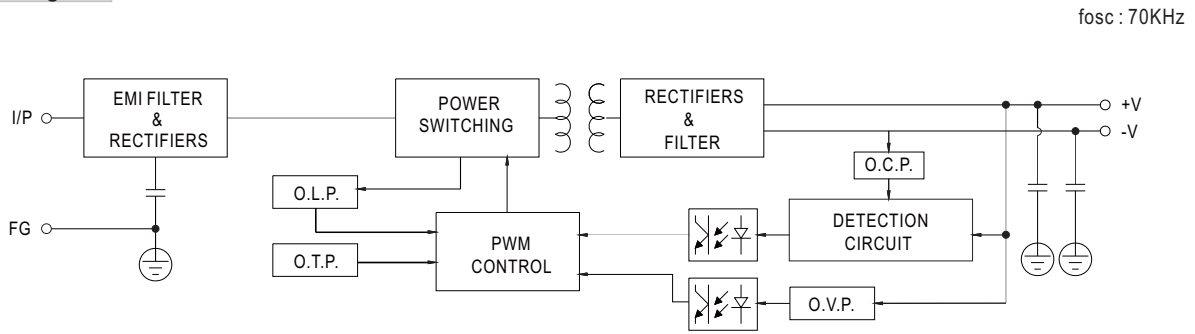 fosc : 70KHz
I/P
EMI FILTER
&
RECTIFIERS
POWER
SWITCHING
RECTIFIERS
&
FILTER
+V
-V
O.C.P.
O.L.P.
FG
PWM
CONTROL
DETECTION
CIRCUIT
O.T.P.
O.V.P.